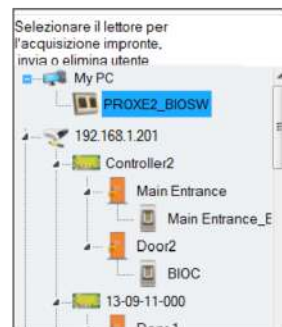 Selezionare il lettore per
l'acquisizione impronte,
invia o elimina utente
My PC
PROXE2_BIOSW
192.168.1.201
Controller2
Main Entrance
Main Entrance_E
Door2
BIOC
13-09-11-000
Door1